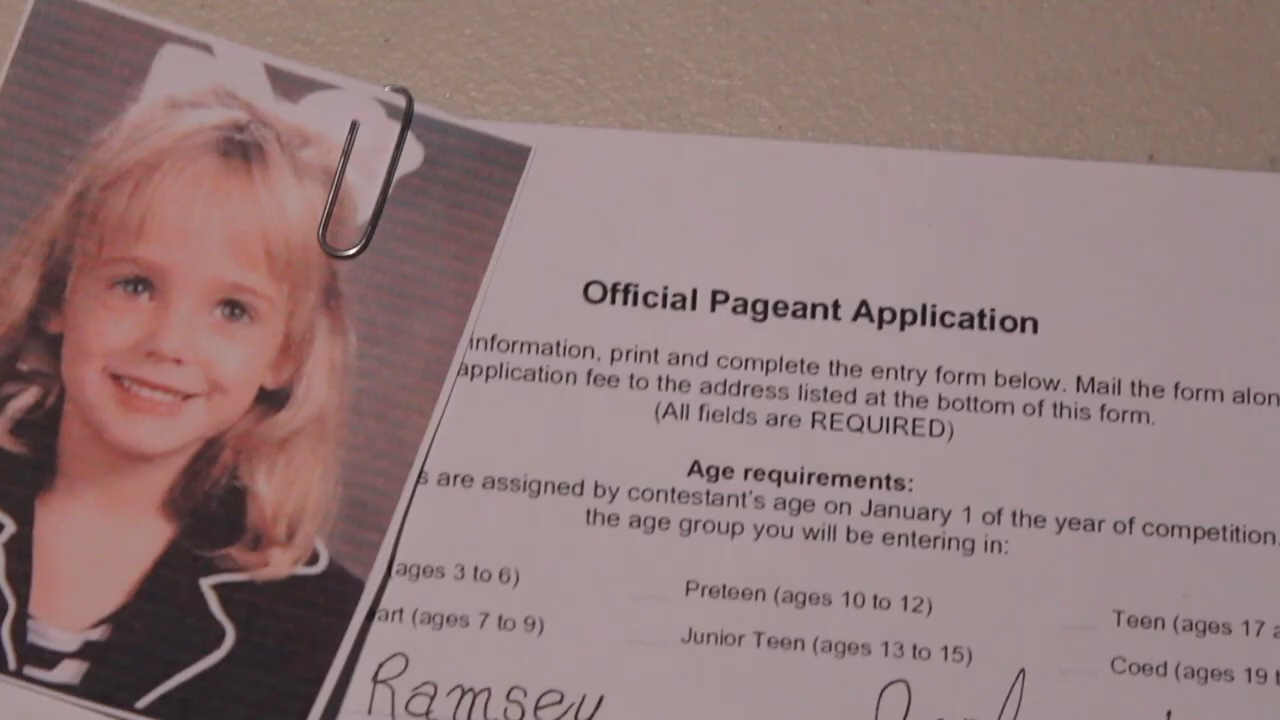 Official Pageant Application
information, print and complete the entry form below. Mail the form alon
application fee to the address listed at the bottom of this form.
(All fields are REQUIRED)
Age requirements:
s are assigned by contestant's age on January 1 of the year of competition.
the age group you will be entering in:
(ages 3 to 6) Preteen (ages 10 to 12) Teen (ages 17 a
art (ages 7 to 9) Junior Teen (ages 13 to 15) Coed (ages 19 t
Ramsey